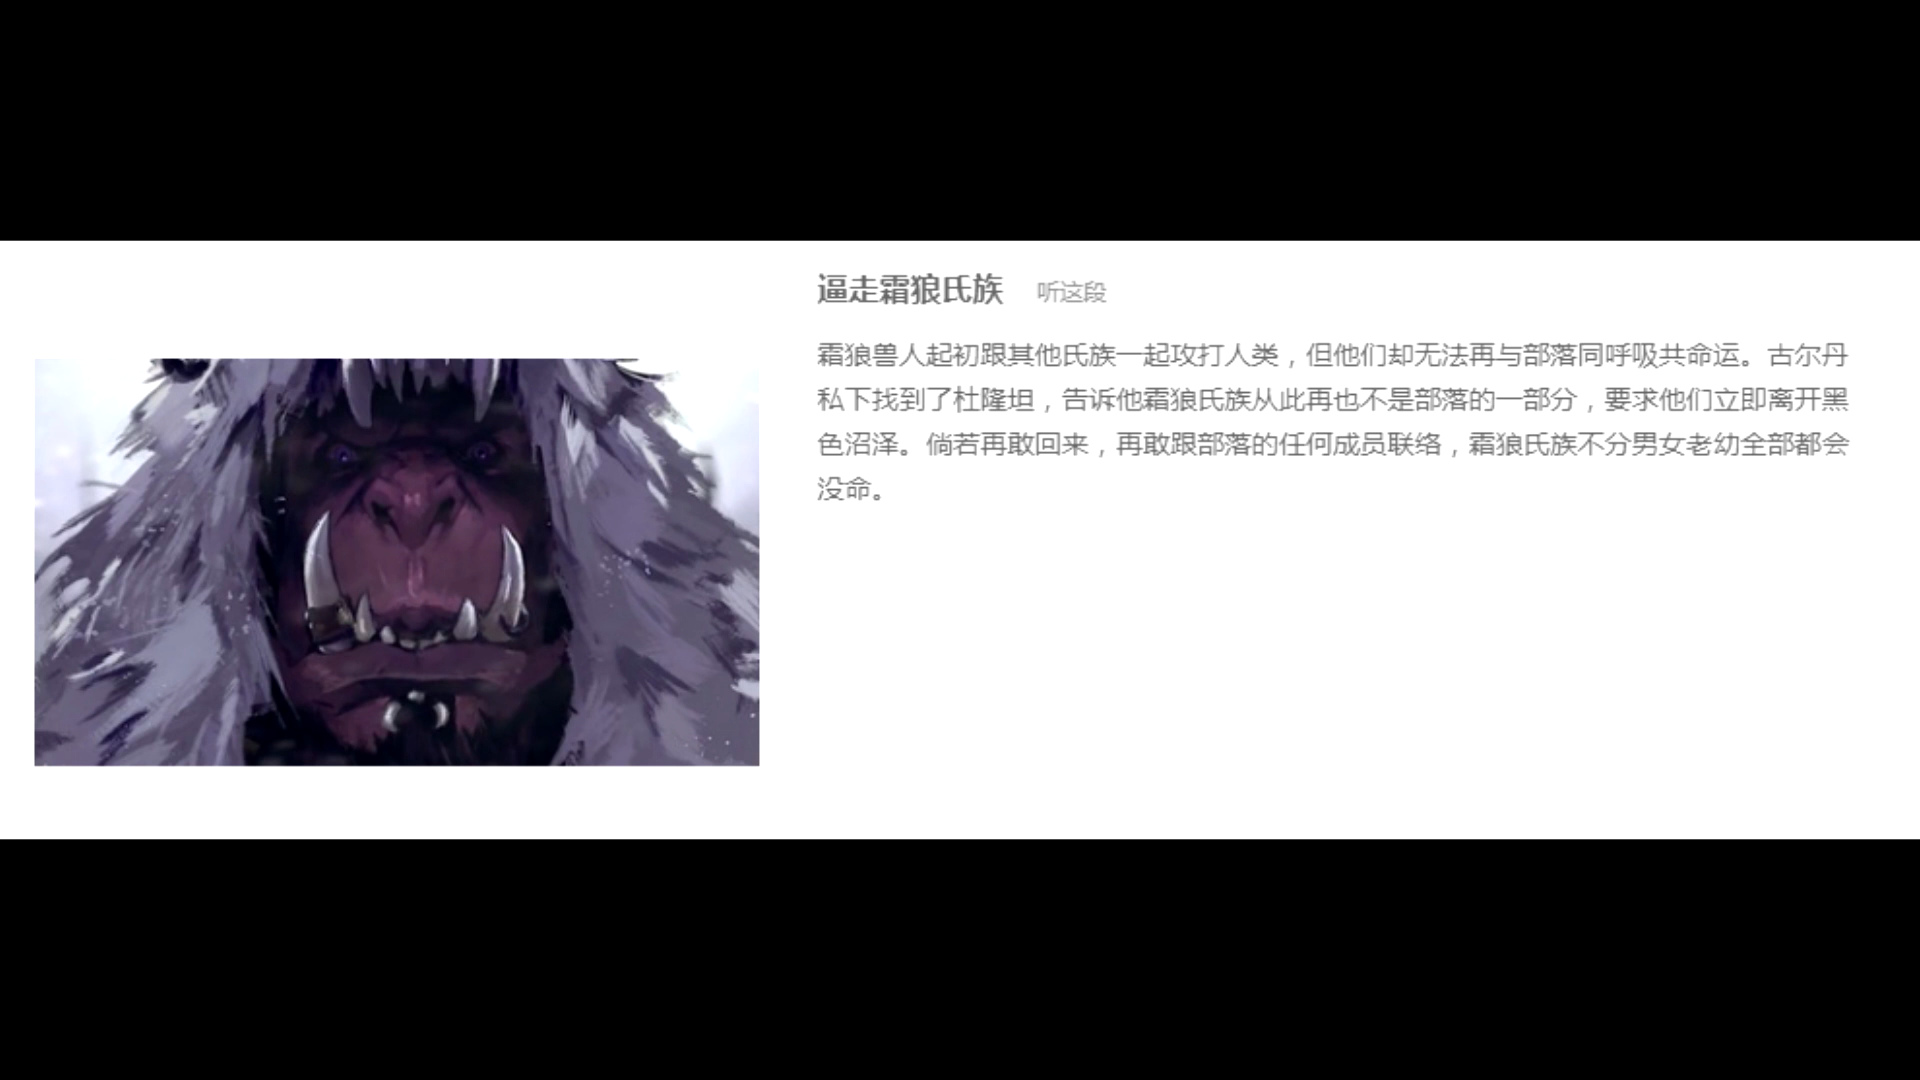 逼走霜狼氏族 听这段
霜狼兽人起初跟其他氏族一起攻打人类，但他们却无法再与部落同呼吸共命运。古尔丹
私下找到了杜隆坦，告诉他霜狼氏族从此再也不是部落的一部分，要求他们立即离开黑
色沼泽。倘若再敢回来，再敢跟部落的任何成员联络，霜狼氏族不分男女老幼全部都会
没命。